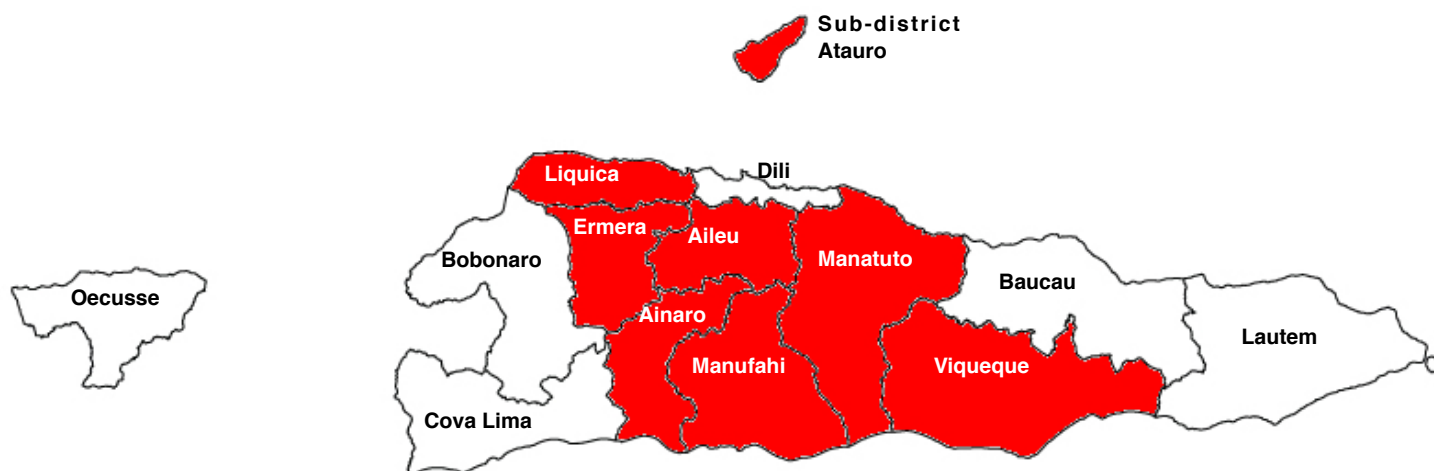 Sub-district
Atauro
Dili
Liquica
Ermera
Aileu
Manatuto
Bobonaro
Baucau
Oecusse
Ainaro
Lautem
Manufahi
Viqueque
Cova Lima